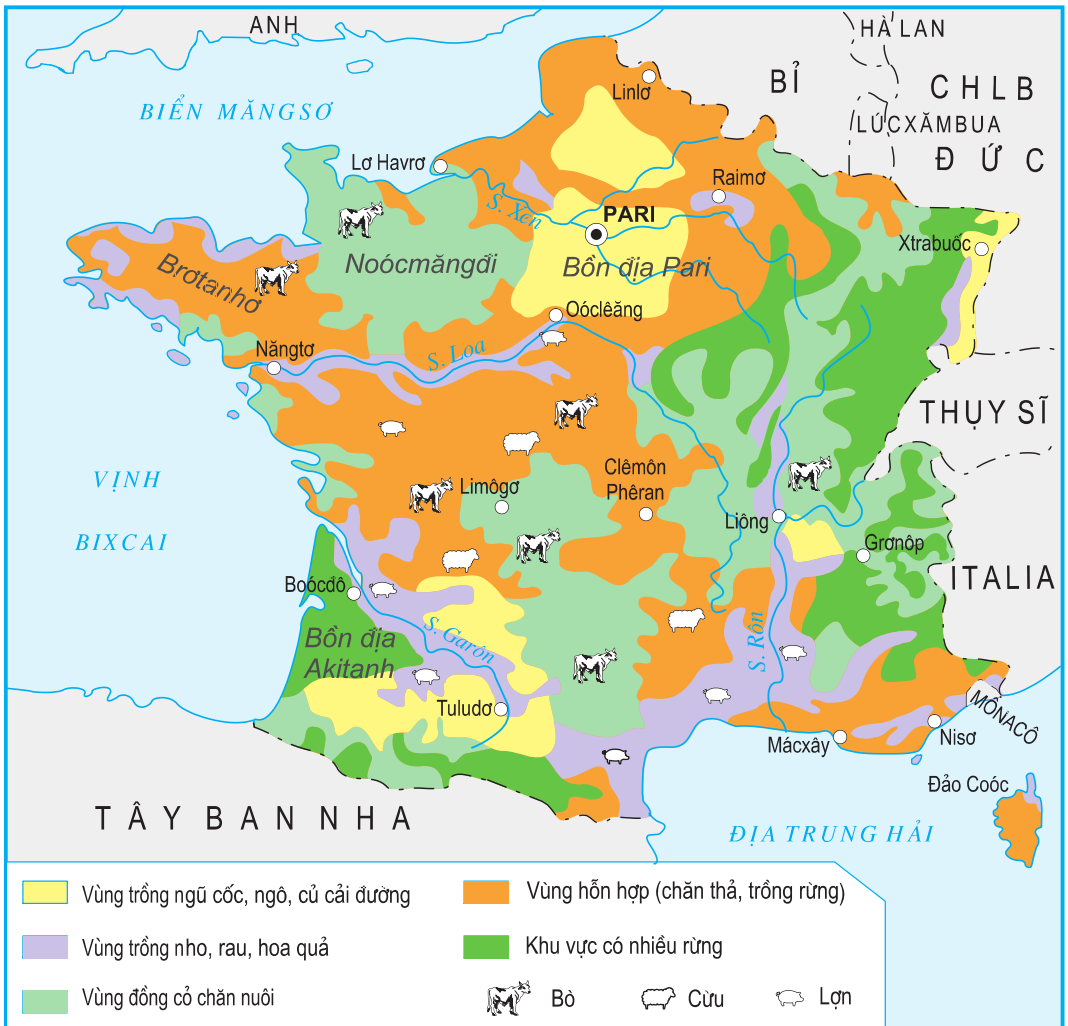 ANH
HÀ LAN
BỈ
CHLB
LÚCXĂMBUA
ĐỨC
Linlơ
BIỂN MĂNGSƠ
Lơ Havrơ
Raimơ
S. Xen
PARI
Xtrabuốc
Brơtanhơ
Noócmăngđi
Bồn địa Pari
Oóclêăng
Năngtơ
S. Loa
THỤY SĨ
VỊNH
BIXCAI
Limôgơ
Clêmôn
Phêran
Liông
Grơnôp
ITALIA
Boócđô
Bồn địa
Akitanh
S. Garôn
S. Rôn
Tuludơ
MÔNACÔ
Mácxây
Nisơ
Đảo Coóc
TÂY BAN NHA
ĐỊA TRUNG HẢI
Vùng trồng ngũ cốc, ngô, củ cải đường
Vùng hỗn hợp (chăn thả, trồng rừng)
Vùng trồng nho, rau, hoa quả
Khu vực có nhiều rừng
Vùng đồng cỏ chăn nuôi
Bò
Cừu
Lợn